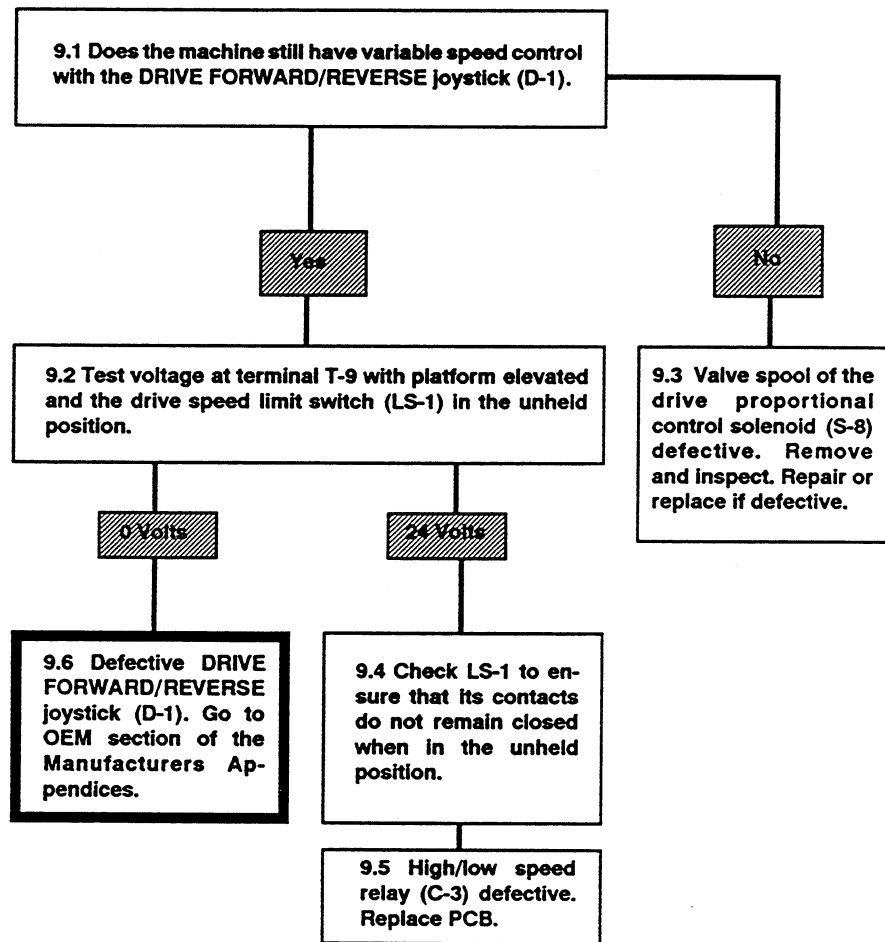 9.1 Does the machine still have variable speed control
with the DRIVE FORWARD/REVERSE joystick (D-1).
Yes
No
9.2 Test voltage at terminal T-9 with platform elevated
and the drive speed limit switch (LS-1) in the unheld
position.
9.3 Valve spool of the
drive proportional
control solenoid (S-8)
defective. Remove
and inspect. Repair or
replace if defective.
0 Volts
24 Volts
9.6 Defective DRIVE
FORWARD/REVERSE
joystick (D-1). Go to
OEM section of the
Manufacturers Ap-
pendices.
9.4 Check LS-1 to en-
sure that its contacts
do not remain closed
when in the unheld
position.
9.5 High/low speed
relay (C-3) defective.
Replace PCB.